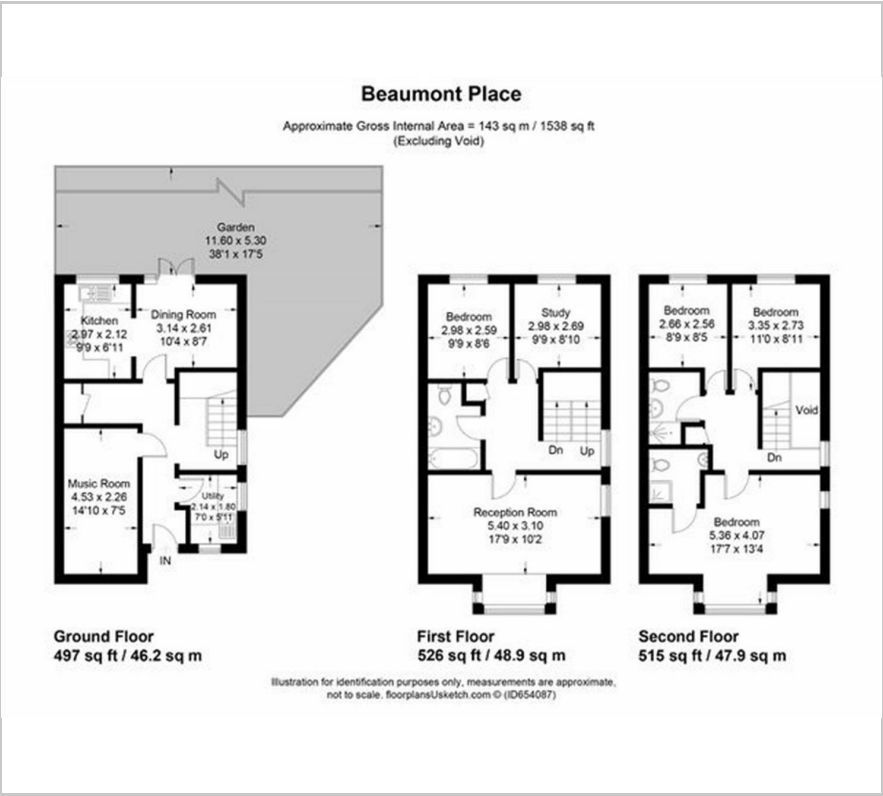 Beaumont Place
Approximate Gross Internal Area = 143 sq m / 1538 sq ft
(Excluding Void)
Garden
11.60 x 5.30
38'1 x 17'5
Kitchen
2.97 x 2.12
9'9 x 6'11
Dining Room
3.14 x 2.61
10'4 x 8'7
Up
Music Room
4.53 x 2.26
14'10 x 7'5
Utility
2.14 x 1.80
7'0 x 5'11
IN
Ground Floor
497 sq ft / 46.2 sq m
Bedroom
2.98 x 2.59
9'9 x 8'6
Study
2.98 x 2.69
9'9 x 8'10
Dn
Up
Reception Room
5.40 x 3.10
17'9 x 10'2
First Floor
526 sq ft / 48.9 sq m
Bedroom
2.66 x 2.56
8'9 x 8'5
Bedroom
3.35 x 2.73
11'0 x 8'11
Void
Dn
Bedroom
5.36 x 4.07
17'7 x 13'4
Second Floor
515 sq ft / 47.9 sq m
Illustration for identification purposes only, measurements are approximate,
not to scale. floorplansUsketch.com © (ID654087)